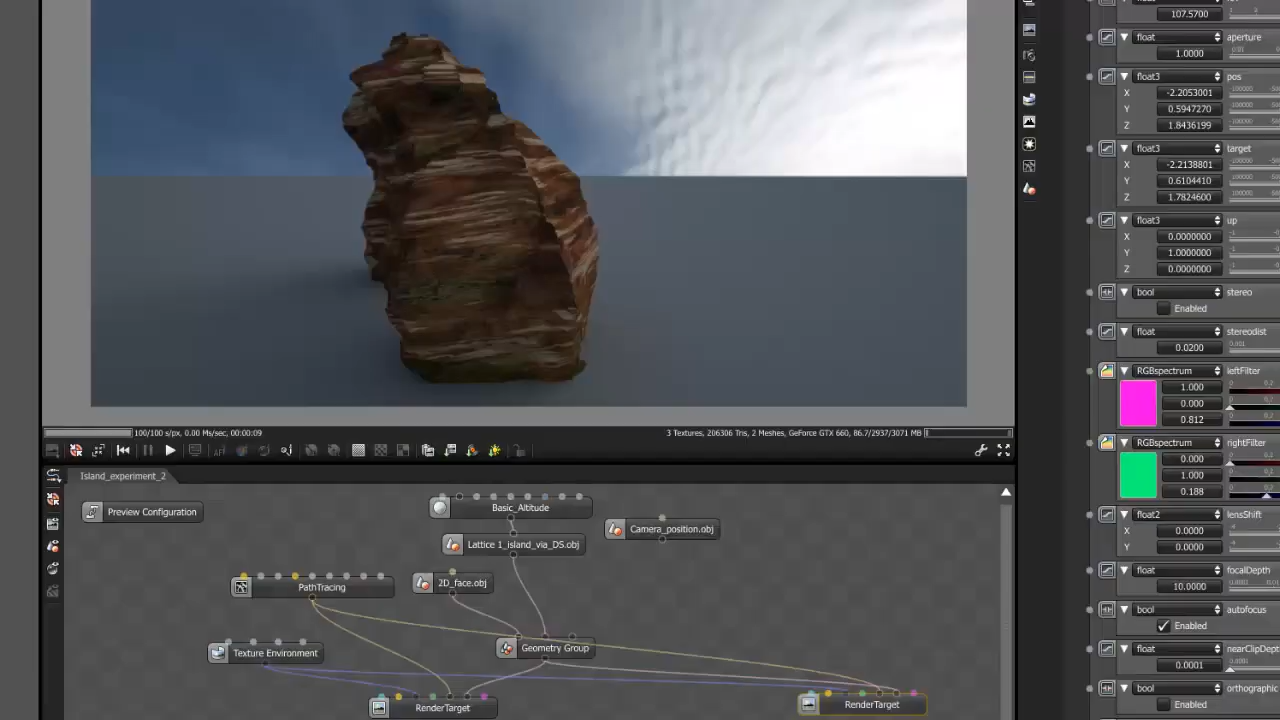 107.5700
float aperture
1.0000
float3 pos
X -2.2053001
Y 0.5947270
Z 1.8436199
float3 target
X -2.2138801
Y 0.6104410
Z 1.7824600
float3 up
X 0.0000000
Y 1.0000000
Z 0.0000000
bool stereo
Enabled
float stereodist
0.0200
RGBspectrum leftFilter
1.000
0.000
0.812
RGBspectrum rightFilter
0.000
1.000
0.188
float2 lensShift
X 0.0000
Y 0.0000
float focalDepth
10.0000
bool autofocus
Enabled
float nearClipDept
0.0001
bool orthographic
Enabled
100/100 s/px, 0.00 Ms/sec, 00:00:09
3 Textures, 206306 Tris, 2 Meshes, GeForce GTX 660, 86.7/2937/3071 MB
Island_experiment_2
Preview Configuration
Basic_Altitude
Camera_position.obj
Lattice 1_island_via_DS.obj
PathTracing
2D_face.obj
Texture Environment
Geometry Group
RenderTarget
RenderTarget